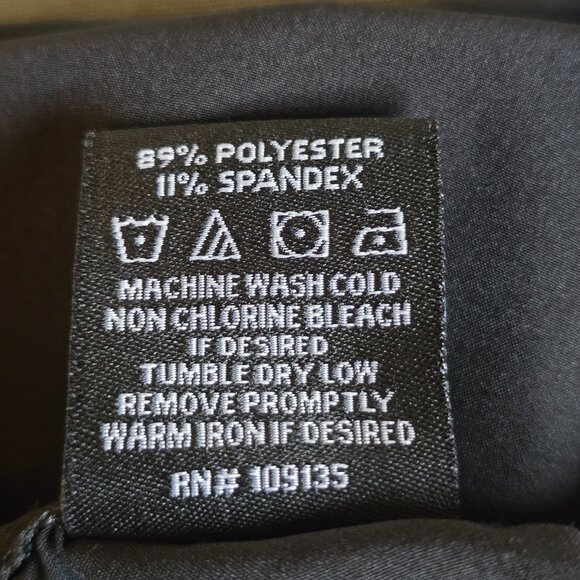 89% POLYESTER
11% SPANDEX
MACHINE WASH COLD
NON CHLORINE BLEACH
IF DESIRED
TUMBLE DRY LOW
REMOVE PROMPTLY
WARM IRON IF DESIRED
RN# 109135